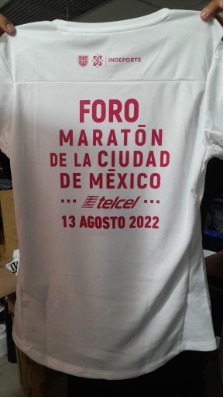 INDEPORTE
FORO
MARATÓN
DE LA CIUDAD
DE MÉXICO
telcel
13 AGOSTO 2022